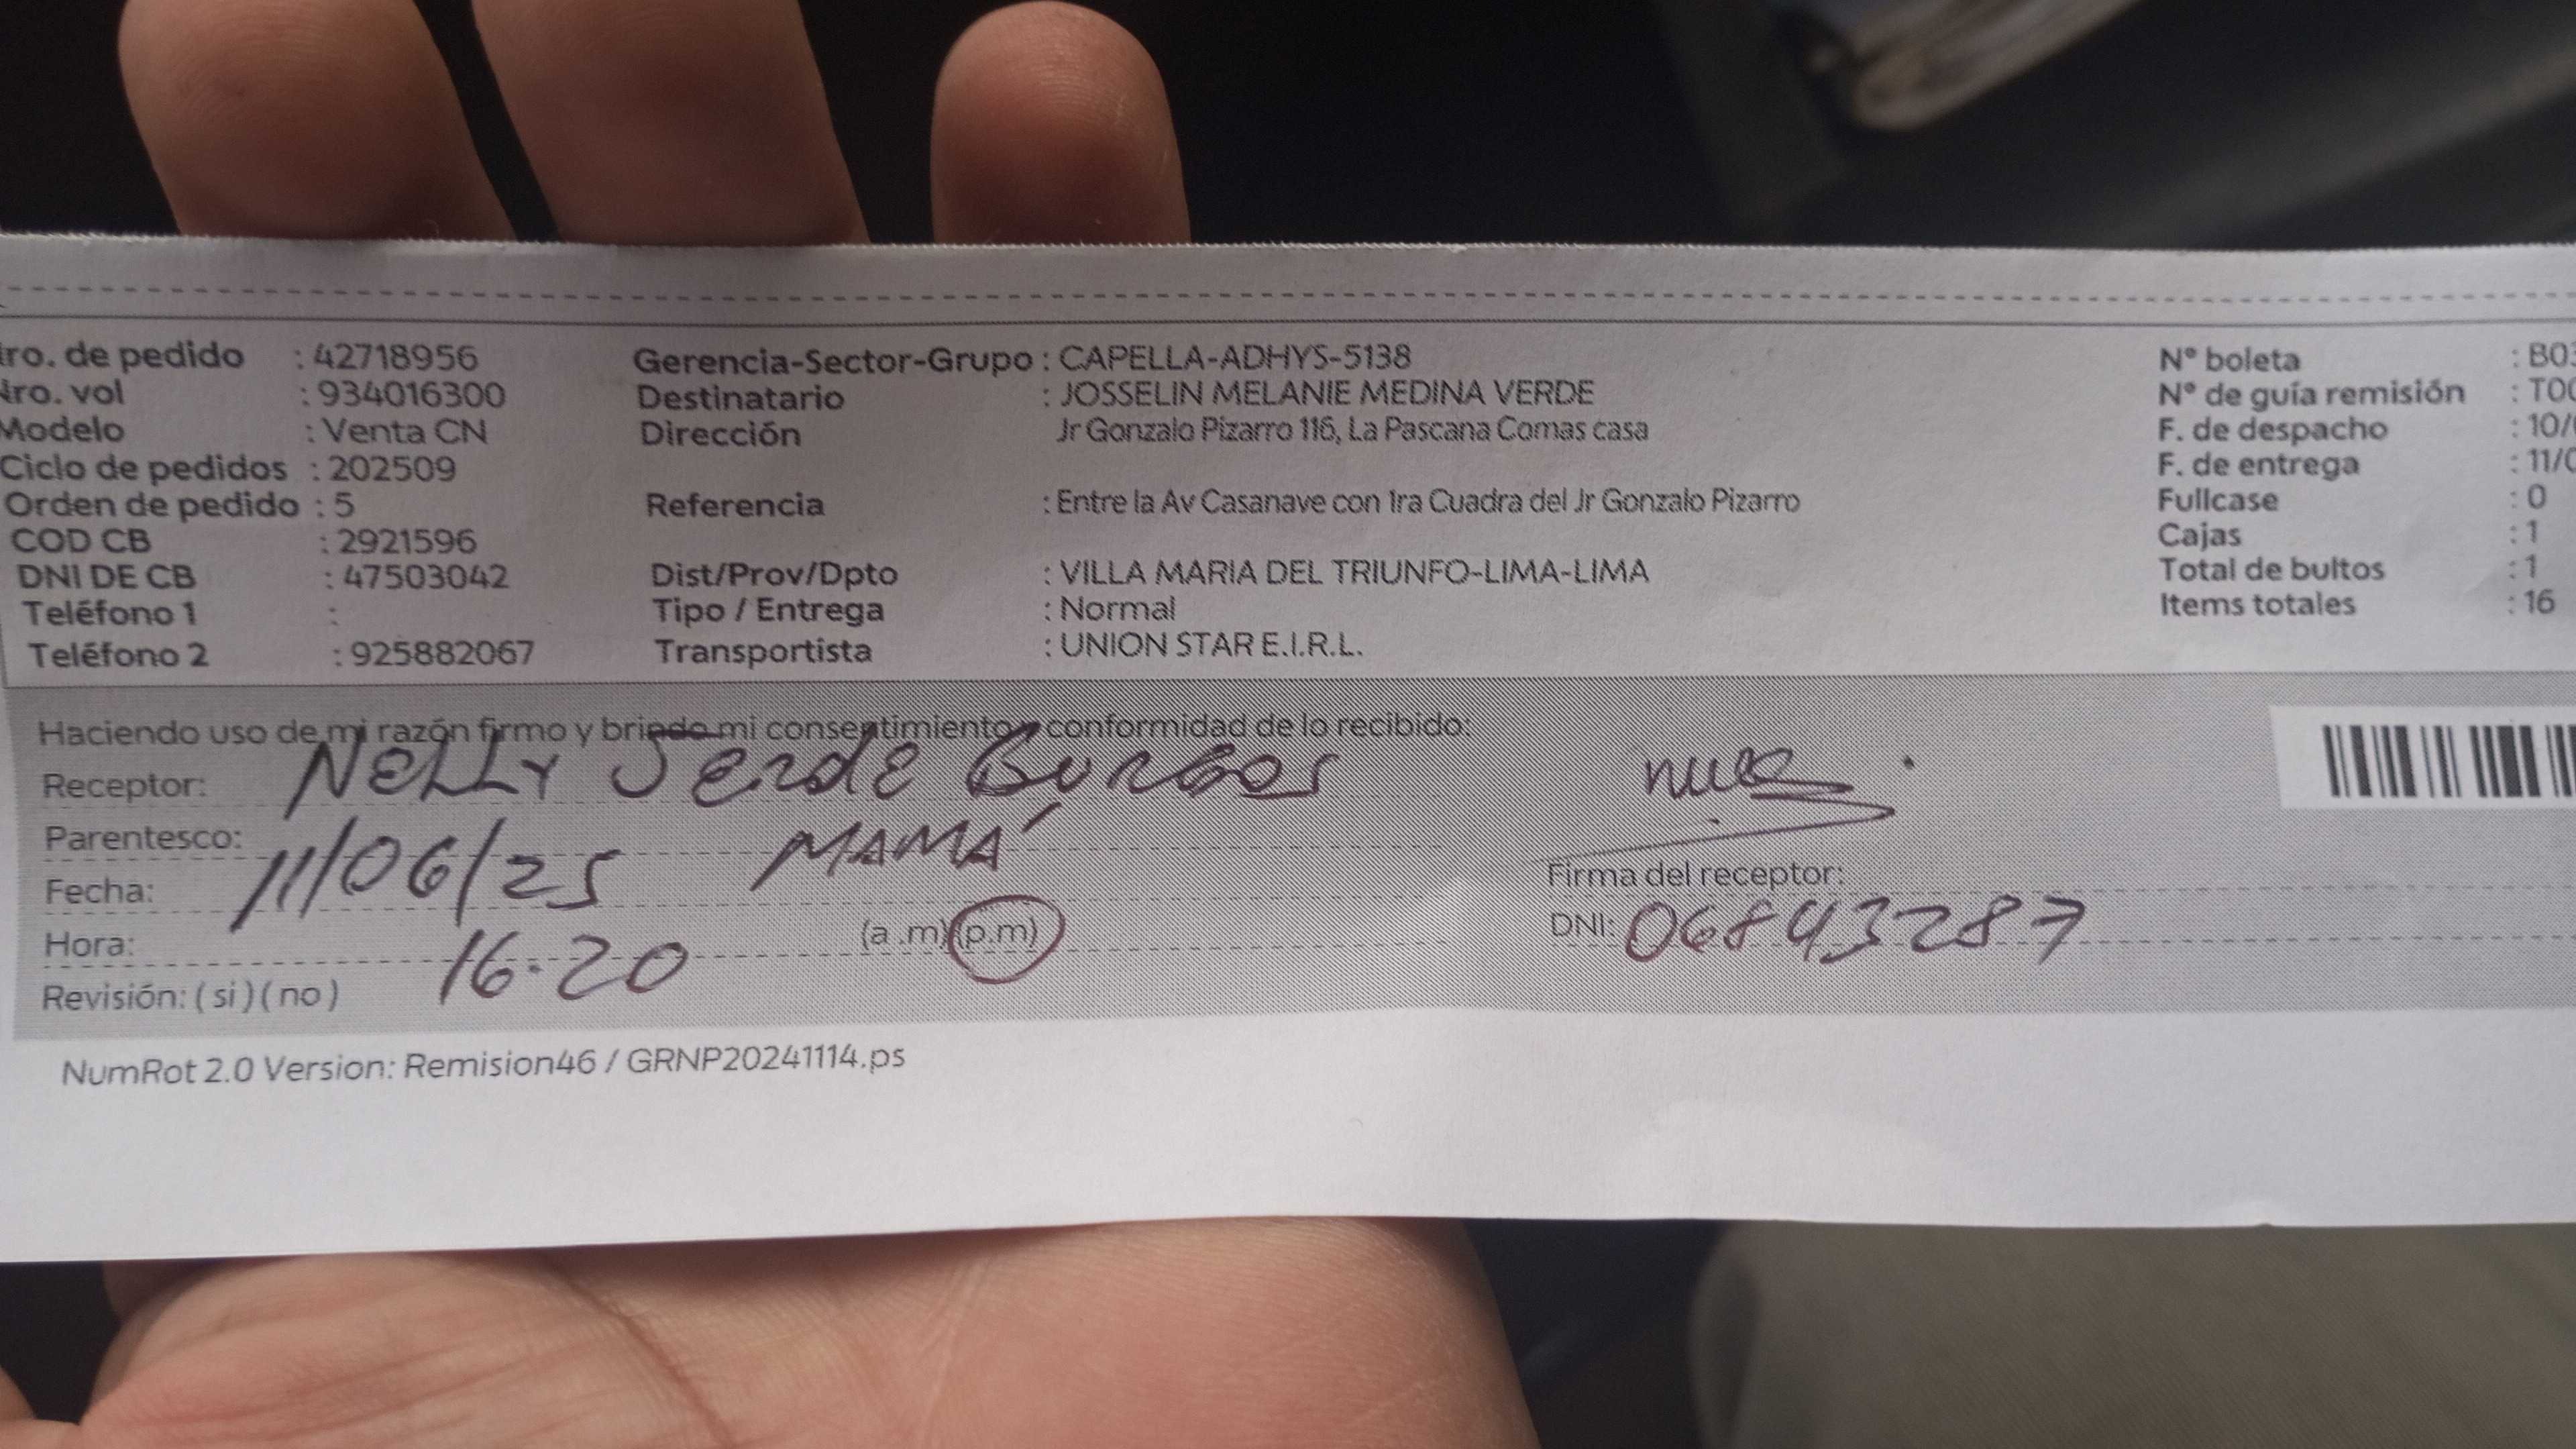 ro. de pedido : 42718956 Gerencia-Sector-Grupo : CAPELLA-ADHYS-5138 N° boleta : B03
Nro. vol : 934016300 Destinatario : JOSSELIN MELANIE MEDINA VERDE N° de guía remisión : T00
Modelo : Venta CN Dirección Jr Gonzalo Pizarro 116, La Pascana Comas casa F. de despacho : 10/
Ciclo de pedidos : 202509 F. de entrega : 11/0
Orden de pedido : 5 Referencia : Entre la Av Casanave con 1ra Cuadra del Jr Gonzalo Pizarro Fullcase : 0
COD CB : 2921596 Cajas : 1
DNI DE CB : 47503042 Dist/Prov/Dpto : VILLA MARIA DEL TRIUNFO-LIMA-LIMA Total de bultos : 1
Teléfono 1 : Tipo / Entrega : Normal Items totales : 16
Teléfono 2 : 925882067 Transportista : UNION STAR E.I.R.L.
Haciendo uso de mi razón firmo y brindo mi consentimiento y conformidad de lo recibido:
Receptor: NELLY VERDE BURGOS
Parentesco: MAMÁ
Fecha: 11/06/25 Firma del receptor:
Hora: 16.20 (a .m) (p.m) DNI: 06843287
Revisión: ( si ) ( no )
NumRot 2.0 Version: Remision46 / GRNP20241114.ps